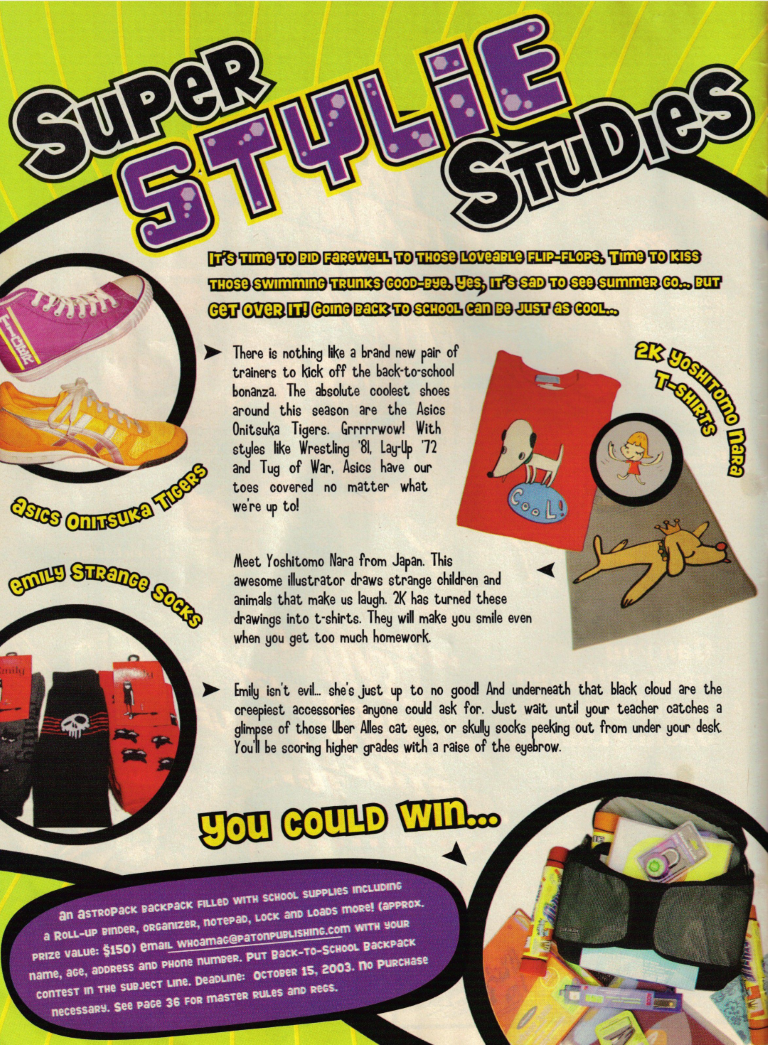 SUPER
STYLIE
STUDIES
IT'S TIME TO BID FAREWELL TO THOSE LOVEABLE FLIP-FLOPS. TIME TO KISS
THOSE SWIMMING TRUNKS GOOD-BYE. YES, IT'S SAD TO SEE SUMMER GO... BUT
GET OVER IT! GOING BACK TO SCHOOL CAN BE JUST AS COOL...
There is nothing like a brand new pair of
trainers to kick off the back-to-school
bonanza. The absolute coolest shoes
around this season are the Asics
Onitsuka Tigers. Grrrrrwow! With
styles like Wrestling '81, Lay-Up '72
and Tug of War, Asics have our
toes covered no matter what
we're up to!
ASICS ONITSUKA TIGERS
2K YOSHITOMO NARA
T-SHIRTS
COOL!
Meet Yoshitomo Nara from Japan. This
awesome illustrator draws strange children and
animals that make us laugh. 2K has turned these
drawings into t-shirts. They will make you smile even
when you get too much homework.
EMILY STRANGE SOCKS
Emily
Emily isn't evil... she's just up to no good! And underneath that black cloud are the
creepiest accessories anyone could ask for. Just wait until your teacher catches a
glimpse of those Uber Alles cat eyes, or skully socks peeking out from under your desk.
You'll be scoring higher grades with a raise of the eyebrow.
YOU COULD WIN...
AN ASTROPACK BACKPACK FILLED WITH SCHOOL SUPPLIES INCLUDING
A ROLL-UP BINDER, ORGANIZER, NOTEPAD, LOCK AND LOADS MORE! (APPROX.
PRIZE VALUE: $150) EMAIL WHOAMAG@PATONPUBLISHING.COM WITH YOUR
NAME, AGE, ADDRESS AND PHONE NUMBER. PUT BACK-TO-SCHOOL BACKPACK
CONTEST IN THE SUBJECT LINE. DEADLINE: OCTOBER 15, 2003. NO PURCHASE
NECESSARY. SEE PAGE 36 FOR MASTER RULES AND REGS.